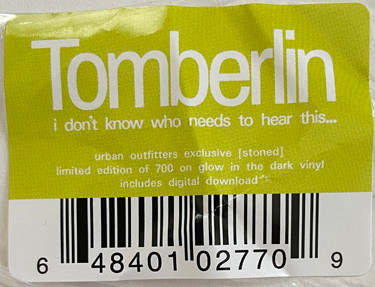 Tomberlin
i don't know who needs to hear this...
urban outfitters exclusive [stoned]
limited edition of 700 on glow in the dark vinyl
includes digital download
6 48401 02770 9